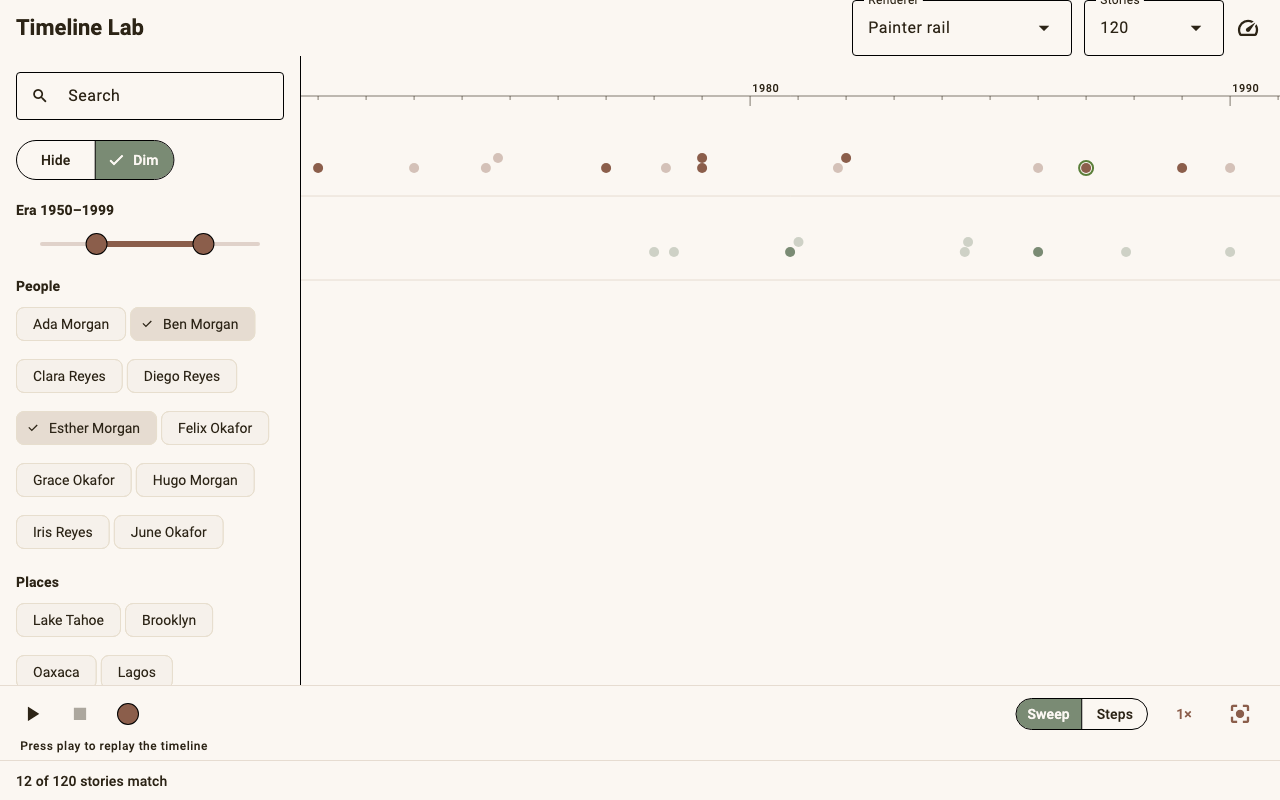 Timeline Lab
Renderer
Stories
Painter rail
120
Search
1980
1990
Hide
Dim
Era 1950–1999
People
Ada Morgan
Ben Morgan
Clara Reyes
Diego Reyes
Esther Morgan
Felix Okafor
Grace Okafor
Hugo Morgan
Iris Reyes
June Okafor
Places
Lake Tahoe
Brooklyn
Oaxaca
Lagos
Sweep
Steps
1×
Press play to replay the timeline
12 of 120 stories match